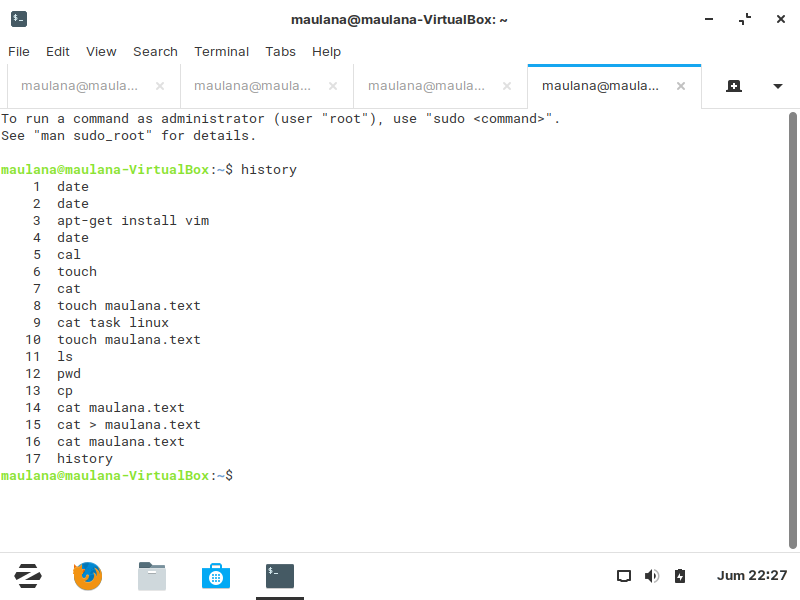 maulana@maulana-VirtualBox: ~
File Edit View Search Terminal Tabs Help
maulana@maula... maulana@maula... maulana@maula... maulana@maula...
To run a command as administrator (user "root"), use "sudo <command>".
See "man sudo_root" for details.
maulana@maulana-VirtualBox:~$ history
1 date
2 date
3 apt-get install vim
4 date
5 cal
6 touch
7 cat
8 touch maulana.text
9 cat task linux
10 touch maulana.text
11 ls
12 pwd
13 cp
14 cat maulana.text
15 cat > maulana.text
16 cat maulana.text
17 history
maulana@maulana-VirtualBox:~$
Jum 22:27